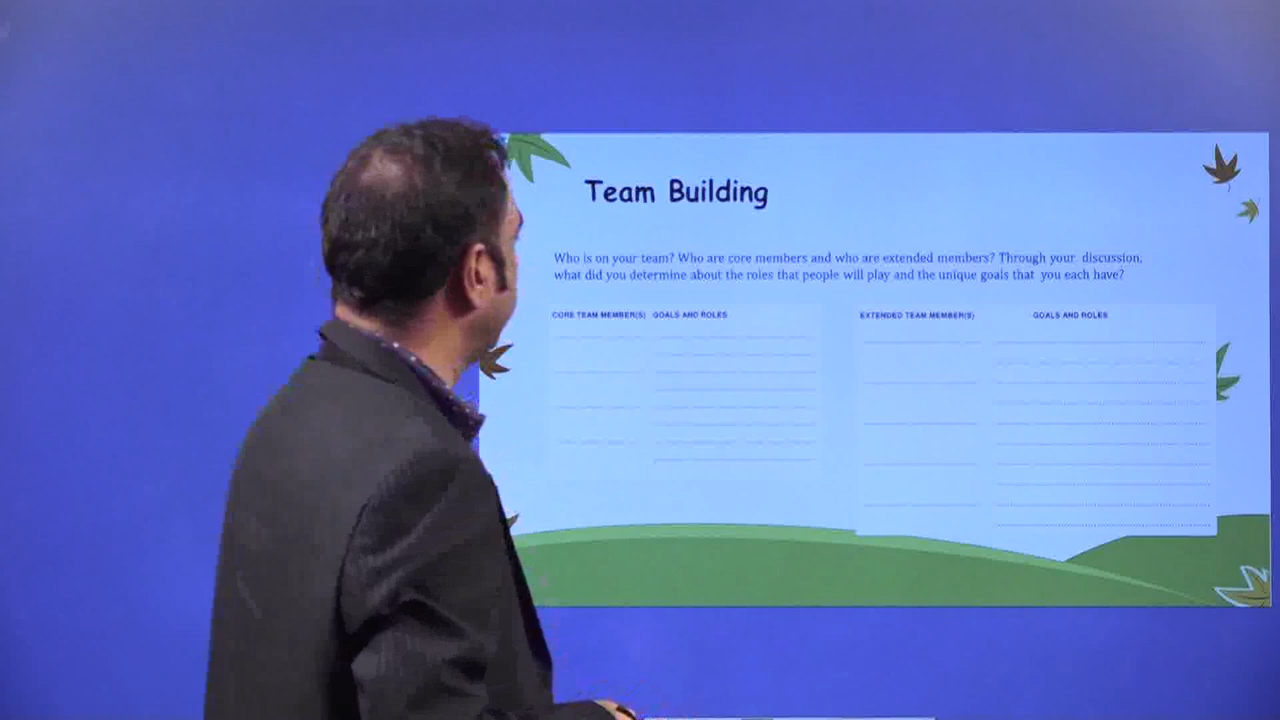 Team Building
Who is on your team? Who are core members and who are extended members? Through your discussion,
what did you determine about the roles that people will play and the unique goals that you each have?
CORE TEAM MEMBER(S) GOALS AND ROLES
EXTENDED TEAM MEMBER(S) GOALS AND ROLES